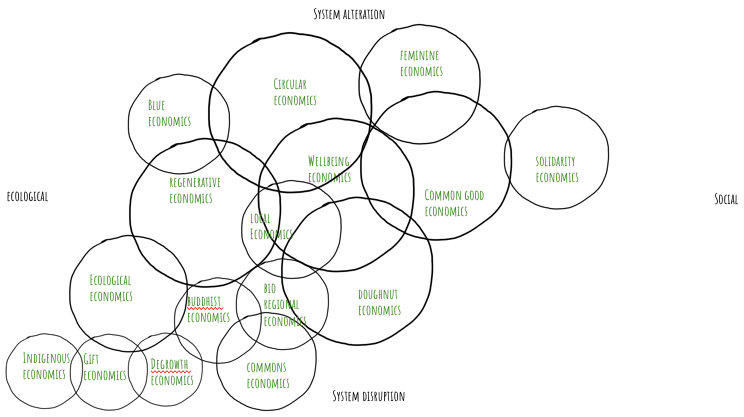 System alteration
feminine
economics
Circular
economics
Blue
economics
Wellbeing
economics
solidarity
economics
regenerative
economics
ecological
Common good
economics
Social
local
Economics
Ecological
economics
bio
regional
economics
doughnut
economics
buddhist
economics
Indigenous
economics
Gift
economics
Degrowth
economics
commons
economics
System disruption